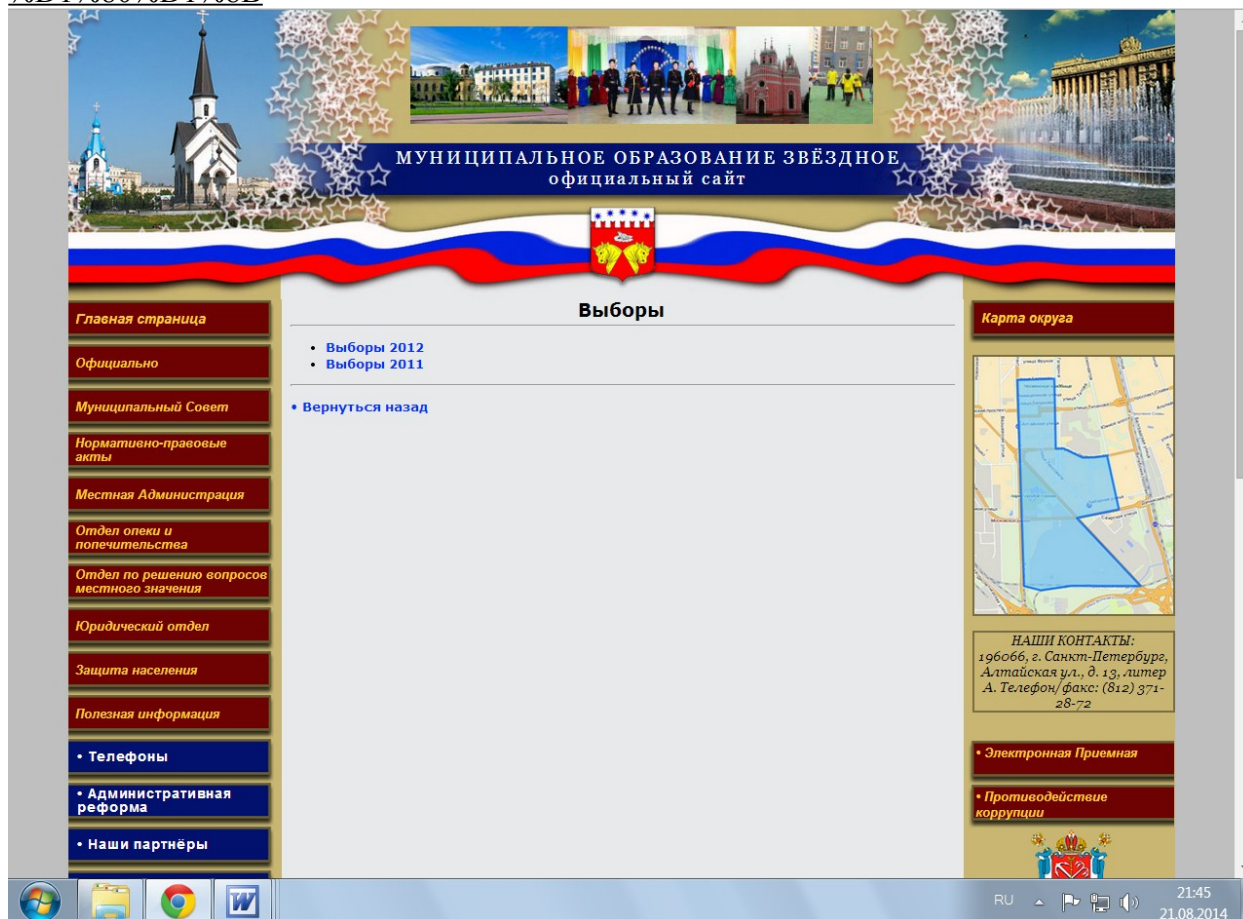 МУНИЦИПАЛЬНОЕ ОБРАЗОВАНИЕ ЗВЁЗДНОЕ
официальный сайт
Главная страница
Официально
Муниципальный Совет
Нормативно-правовые
акты
Местная Администрация
Отдел опеки и
попечительства
Отдел по решению вопросов
местного значения
Юридический отдел
Защита населения
Полезная информация
• Телефоны
• Административная
реформа
• Наши партнёры
Выборы
• Выборы 2012
• Выборы 2011
• Вернуться назад
Карта округа
НАШИ КОНТАКТЫ:
196066, г. Санкт-Петербург,
Алтайская ул., д. 13, литер
А. Телефон/факс: (812) 371-
28-72
• Электронная Приемная
• Противодействие
коррупции
RU
21:45
21.08.2014